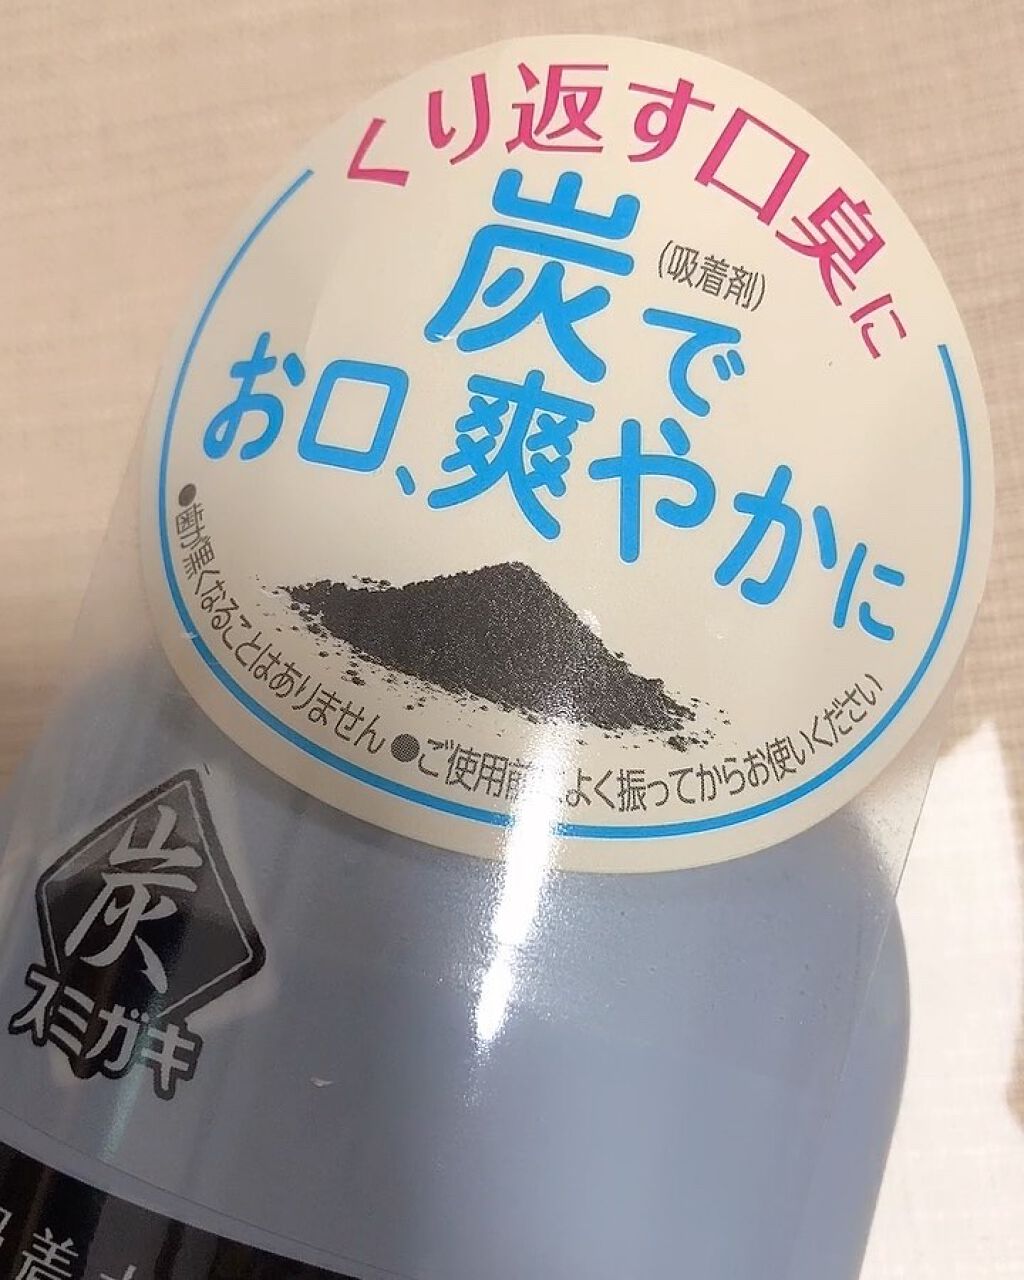 くり返す口臭に
炭で
(吸着剤)
お口、爽やかに
●歯が黒くなることはありません
●ご使用前によく振ってからお使いください
炭
スミガキ
着